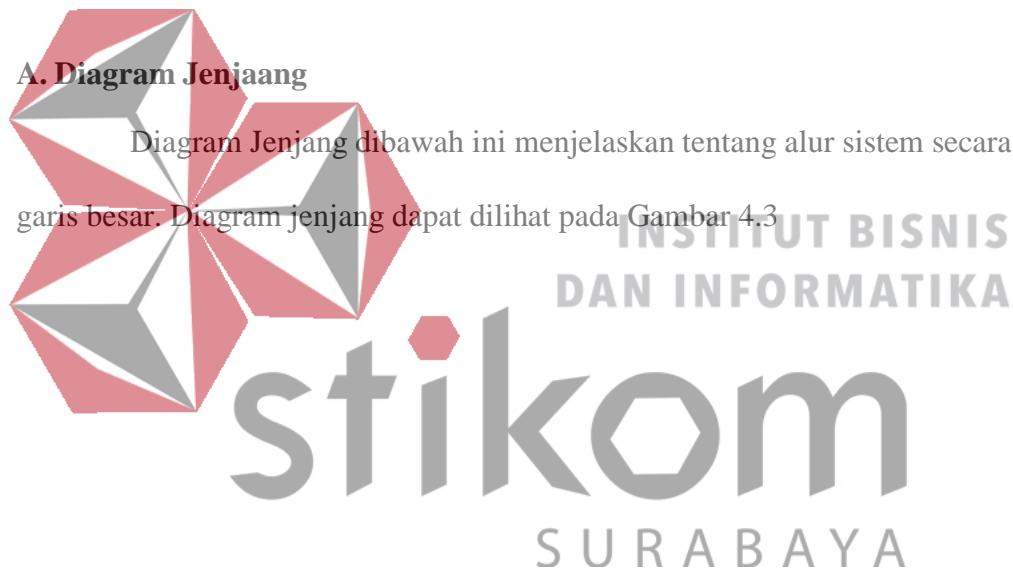 A. Diagram Jenjaang
Diagram Jenjang dibawah ini menjelaskan tentang alur sistem secara
garis besar. Diagram jenjang dapat dilihat pada Gambar 4.3
INSTITUT BISNIS
DAN INFORMATIKA
stikom
SURABAYA